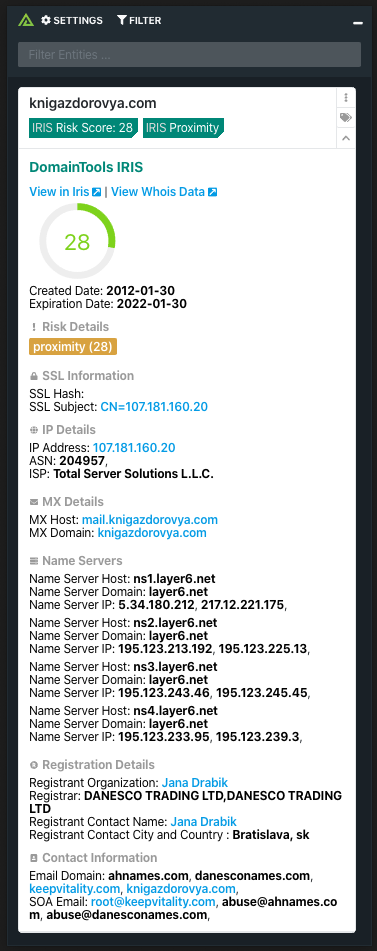 SETTINGS FILTER
Filter Entities ...
knigazdorovya.com
IRIS Risk Score: 28 IRIS Proximity
DomainTools IRIS
View in Iris | View Whois Data
28
Created Date: 2012-01-30
Expiration Date: 2022-01-30
Risk Details
proximity (28)
SSL Information
SSL Hash:
SSL Subject: CN=107.181.160.20
IP Details
IP Address: 107.181.160.20
ASN: 204957,
ISP: Total Server Solutions L.L.C.
MX Details
MX Host: mail.knigazdorovya.com
MX Domain: knigazdorovya.com
Name Servers
Name Server Host: ns1.layer6.net
Name Server Domain: layer6.net
Name Server IP: 5.34.180.212, 217.12.221.175,
Name Server Host: ns2.layer6.net
Name Server Domain: layer6.net
Name Server IP: 195.123.213.192, 195.123.225.13,
Name Server Host: ns3.layer6.net
Name Server Domain: layer6.net
Name Server IP: 195.123.243.46, 195.123.245.45,
Name Server Host: ns4.layer6.net
Name Server Domain: layer6.net
Name Server IP: 195.123.233.95, 195.123.239.3,
Registration Details
Registrant Organization: Jana Drabik
Registrar: DANESCO TRADING LTD,DANESCO TRADING
LTD
Registrant Contact Name: Jana Drabik
Registrant Contact City and Country : Bratislava, sk
Contact Information
Email Domain: ahnames.com, danesconames.com,
keepvitality.com, knigazdorovya.com,
SOA Email: root@keepvitality.com, abuse@ahnames.co
m, abuse@danesconames.com,